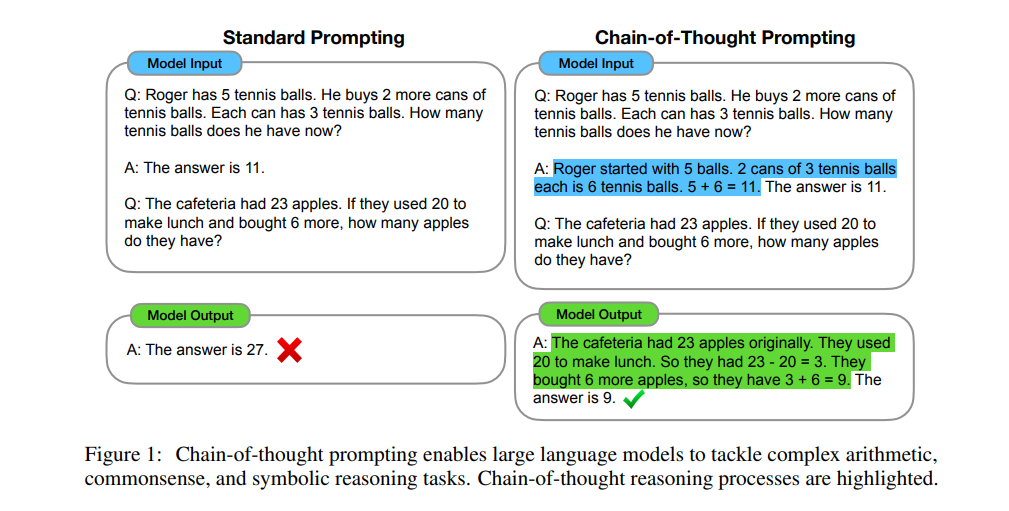 Standard Prompting
Model Input
Q: Roger has 5 tennis balls. He buys 2 more cans of
tennis balls. Each can has 3 tennis balls. How many
tennis balls does he have now?
A: The answer is 11.
Q: The cafeteria had 23 apples. If they used 20 to
make lunch and bought 6 more, how many apples
do they have?
Model Output
A: The answer is 27.
Chain-of-Thought Prompting
Model Input
Q: Roger has 5 tennis balls. He buys 2 more cans of
tennis balls. Each can has 3 tennis balls. How many
tennis balls does he have now?
A: Roger started with 5 balls. 2 cans of 3 tennis balls
each is 6 tennis balls. 5 + 6 = 11. The answer is 11.
Q: The cafeteria had 23 apples. If they used 20 to
make lunch and bought 6 more, how many apples
do they have?
Model Output
A: The cafeteria had 23 apples originally. They used
20 to make lunch. So they had 23 - 20 = 3. They
bought 6 more apples, so they have 3 + 6 = 9. The
answer is 9.
Figure 1: Chain-of-thought prompting enables large language models to tackle complex arithmetic,
commonsense, and symbolic reasoning tasks. Chain-of-thought reasoning processes are highlighted.